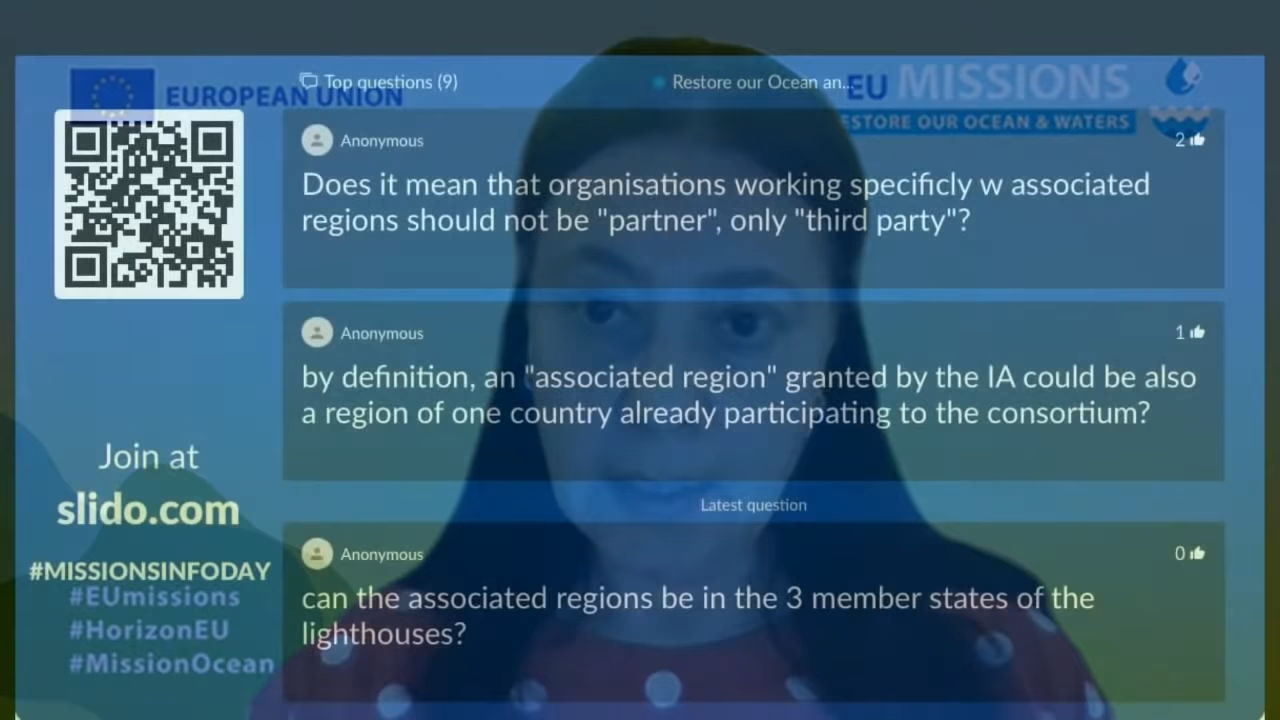 Top questions (9)
Restore our Ocean an...
EUROPEAN UNION
EU MISSIONS
RESTORE OUR OCEAN & WATERS
Anonymous
2
Does it mean that organisations working specificly w associated
regions should not be "partner", only "third party"?
Anonymous
1
by definition, an "associated region" granted by the IA could be also
a region of one country already participating to the consortium?
Join at
slido.com
#MISSIONSINFODAY
#EUmissions
#HorizonEU
#MissionOcean
Latest question
Anonymous
0
can the associated regions be in the 3 member states of the
lighthouses?